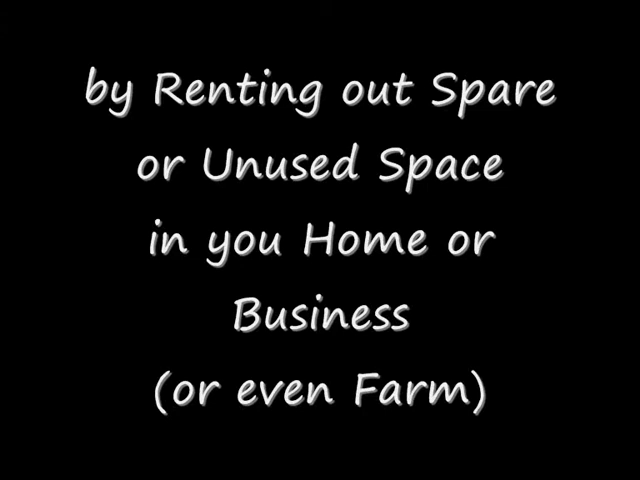 by Renting out Spare
or Unused Space
in you Home or
Business
(or even Farm)